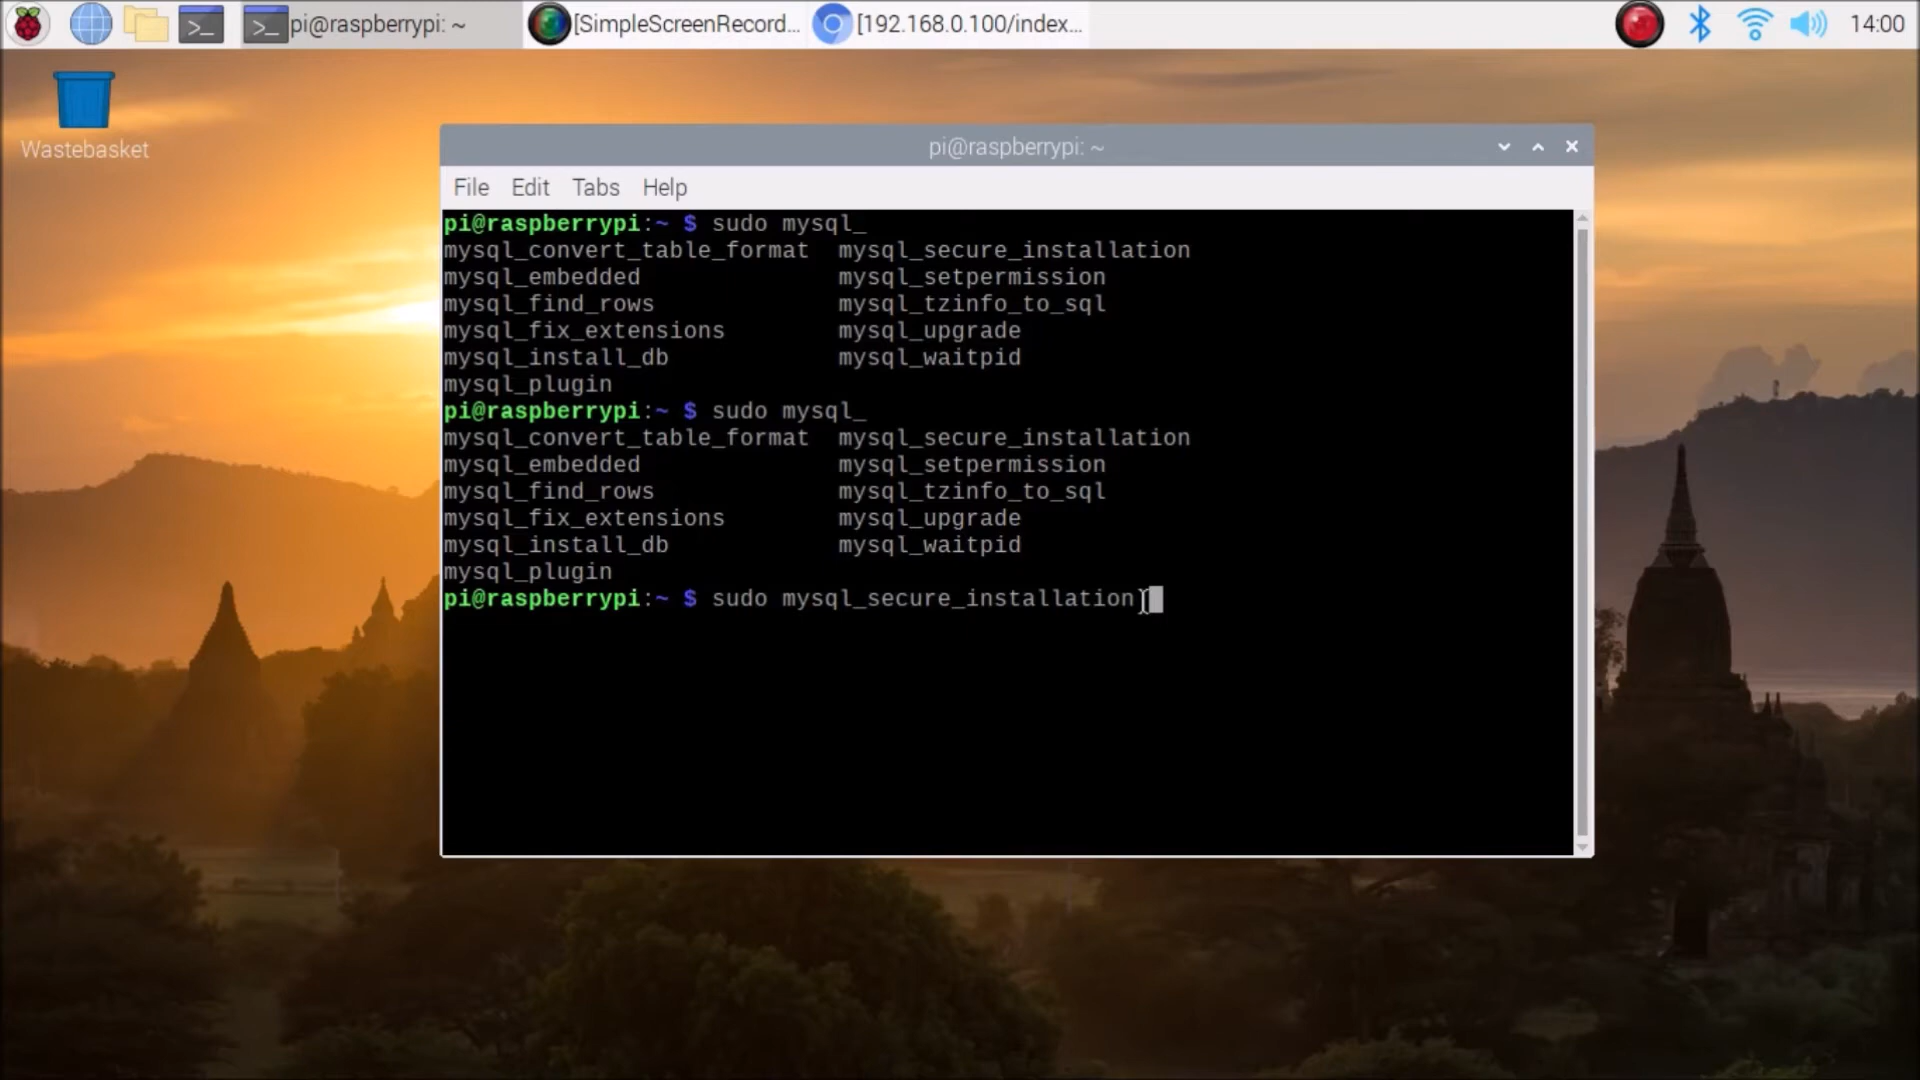 pi@raspberrypi: ~ [SimpleScreenRecord... [192.168.0.100/index... 14:00
Wastebasket
pi@raspberrypi: ~
File Edit Tabs Help
pi@raspberrypi:~ $ sudo mysql_
mysql_convert_table_format mysql_secure_installation
mysql_embedded mysql_setpermission
mysql_find_rows mysql_tzinfo_to_sql
mysql_fix_extensions mysql_upgrade
mysql_install_db mysql_waitpid
mysql_plugin
pi@raspberrypi:~ $ sudo mysql_
mysql_convert_table_format mysql_secure_installation
mysql_embedded mysql_setpermission
mysql_find_rows mysql_tzinfo_to_sql
mysql_fix_extensions mysql_upgrade
mysql_install_db mysql_waitpid
mysql_plugin
pi@raspberrypi:~ $ sudo mysql_secure_installation